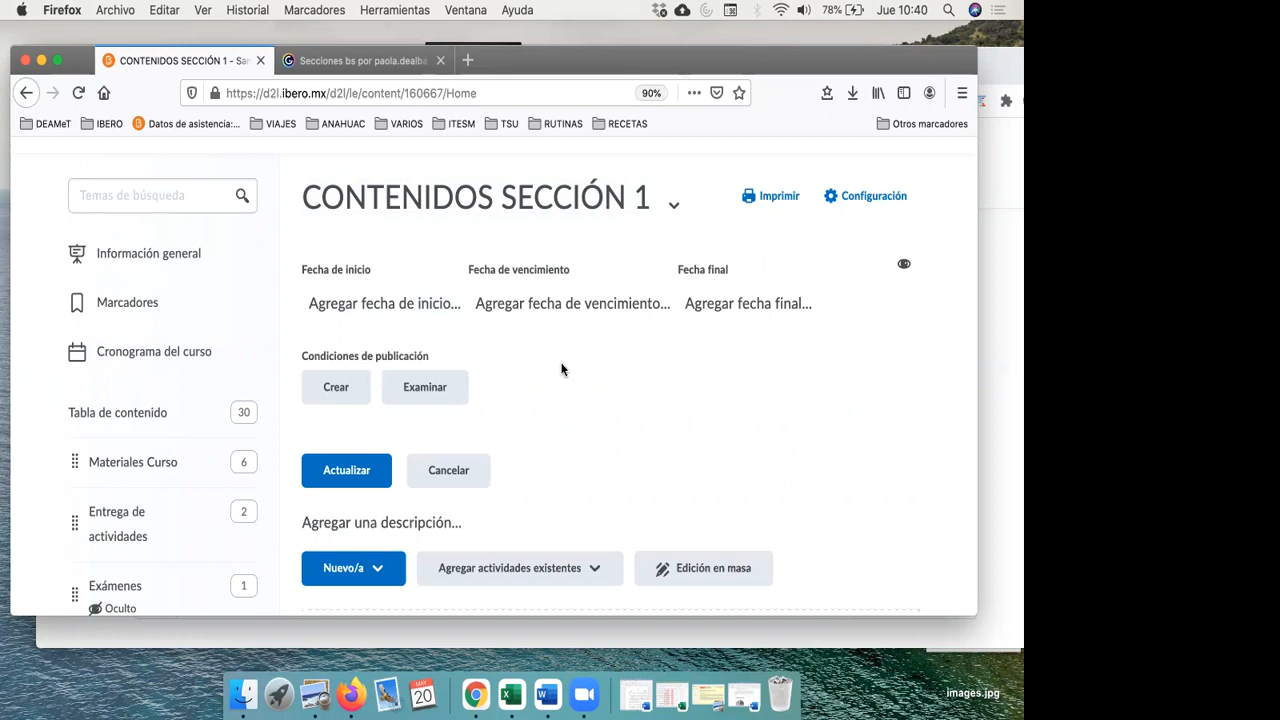 Firefox Archivo Editar Ver Historial Marcadores Herramientas Ventana Ayuda 78% Jue 10:40
CONTENIDOS SECCIÓN 1 - San
Secciones bs por paola.dealba
https://d2l.ibero.mx/d2l/le/content/160667/Home 90%
DEAMeT IBERO Datos de asistencia:... VIAJES ANAHUAC VARIOS ITESM TSU RUTINAS RECETAS Otros marcadores
Temas de búsqueda
CONTENIDOS SECCIÓN 1
Imprimir
Configuración
Información general
Marcadores
Cronograma del curso
Tabla de contenido 30
Materiales Curso 6
Entrega de
actividades
2
Exámenes 1
Oculto
Fecha de inicio Fecha de vencimiento Fecha final
Agregar fecha de inicio... Agregar fecha de vencimiento... Agregar fecha final...
Condiciones de publicación
Crear Examinar
Actualizar Cancelar
Agregar una descripción...
Nuevo/a Agregar actividades existentes Edición en masa
MAY
20
images.jpg